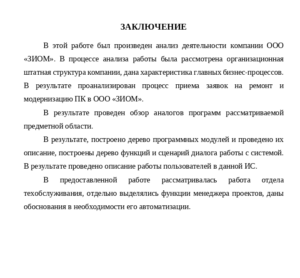 ЗАКЛЮЧЕНИЕ
В этой работе был произведен анализ деятельности компании ООО
«ЗИОМ». В процессе анализа работы была рассмотрена организационная
штатная структура компании, дана характеристика главных бизнес-процессов.
В результате проанализирован процесс приема заявок на ремонт и
модернизацию ПК в ООО «ЗИОМ».
В результате проведен обзор аналогов программ рассматриваемой
предметной области.
В результате, построено дерево программных модулей и проведено их
описание, построены дерево функций и сценарий диалога работы с системой.
В результате проведено описание работы пользователей в данной ИС.
В предоставленной работе рассматривалась работа отдела
техобслуживания, отдельно выделялись функции менеджера проектов, даны
обоснования в необходимости его автоматизации.